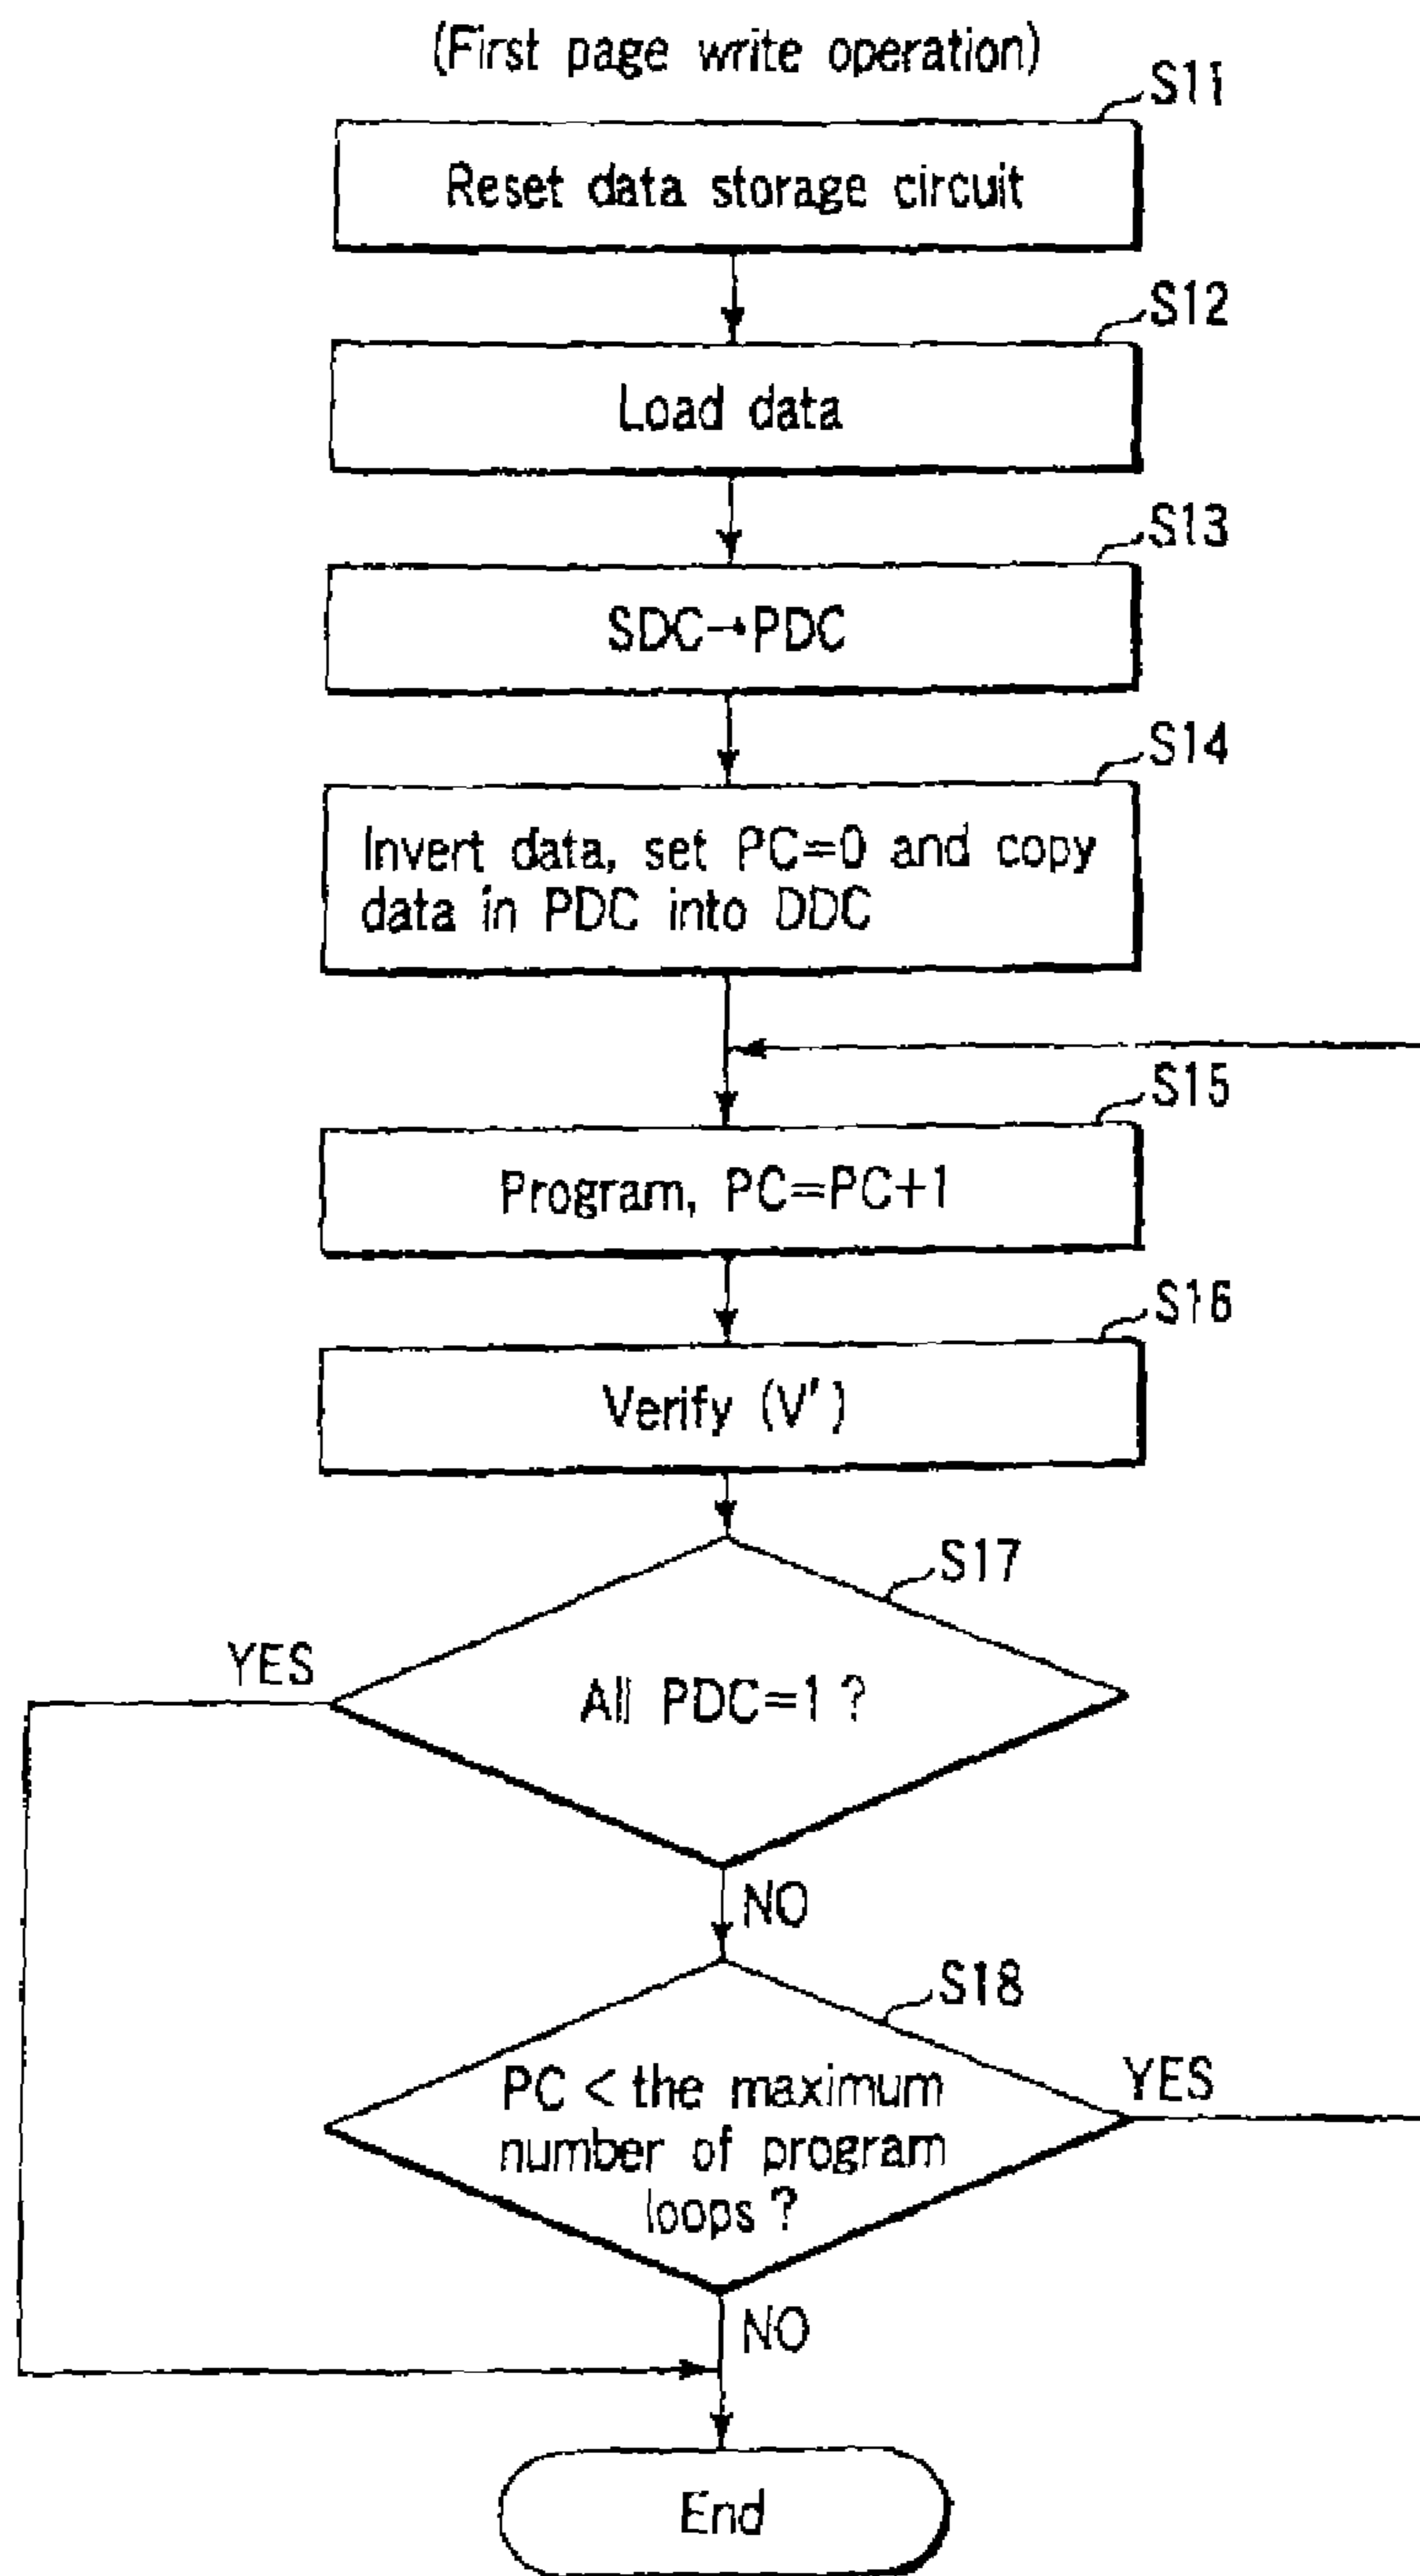 (First page write operation)
S11
Reset data storage circuit
S12
Load data
S13
SDC→PDC
S14
Invert data, set PC=0 and copy
data in PDC into DDC
S15
Program, PC=PC+1
S16
Verify (V')
S17
YES
All PDC=1 ?
NO
S18
PC < the maximum
number of program
loops ?
YES
NO
End